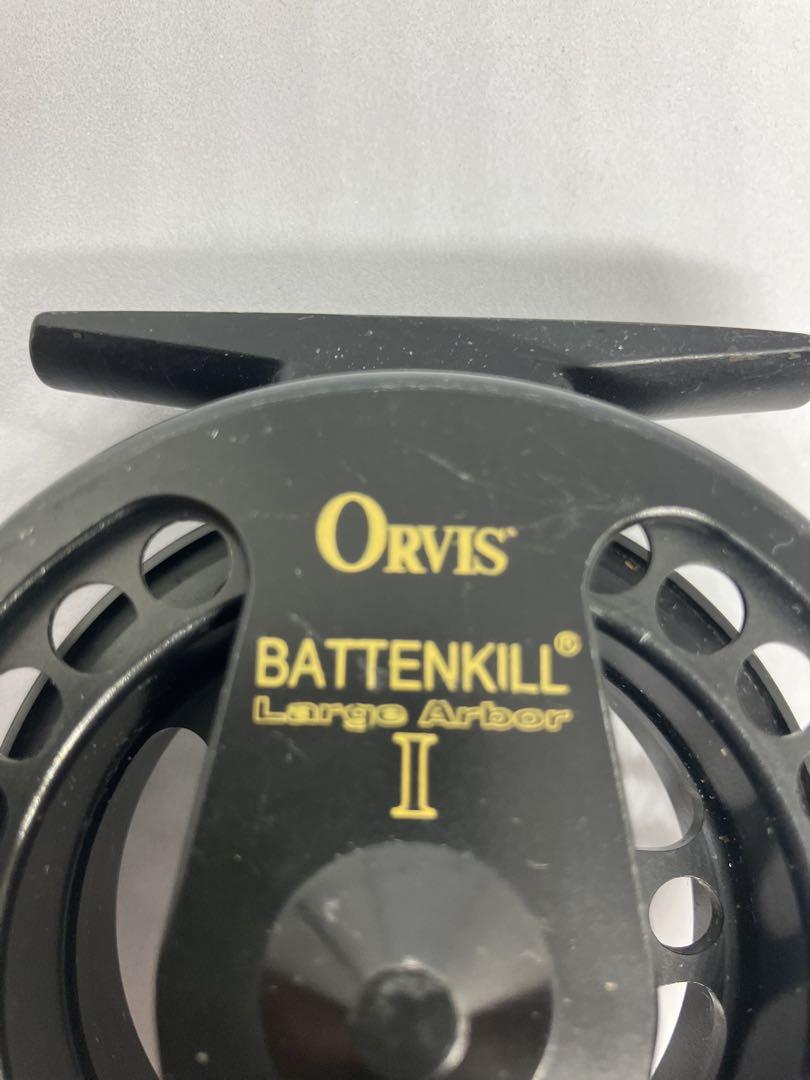 ORVIS
BATTENKILL®
Large Arbor
II